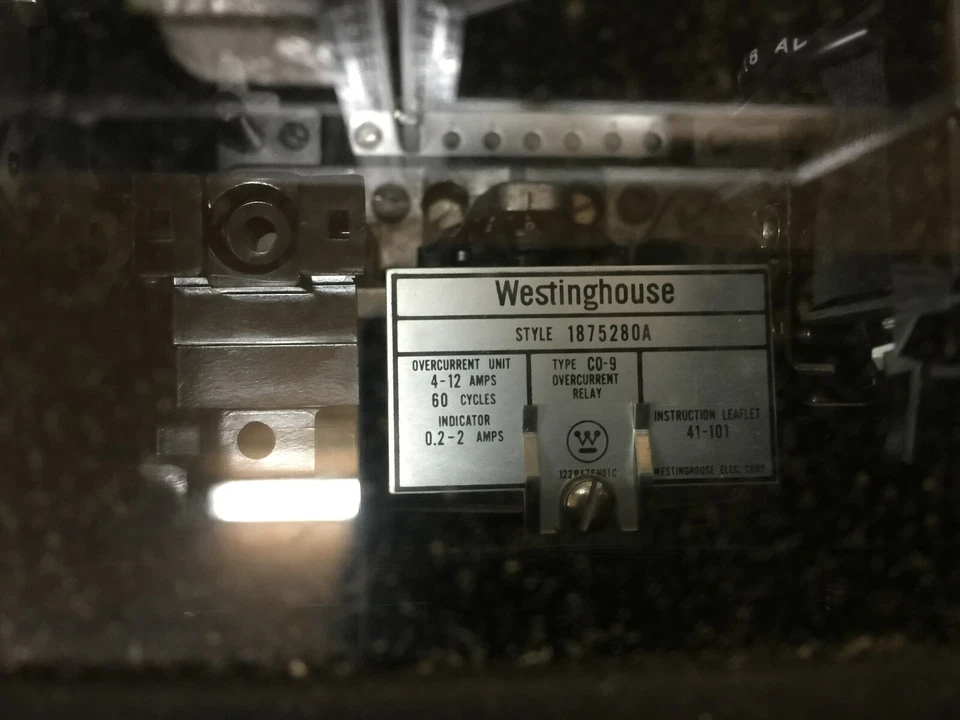 Westinghouse
STYLE 1875280A
OVERCURRENT UNIT
4-12 AMPS
60 CYCLES
INDICATOR
0.2-2 AMPS
TYPE CO-9
OVERCURRENT
RELAY
W
INSTRUCTION LEAFLET
41-101
WESTINGHOUSE ELEC. CORP.